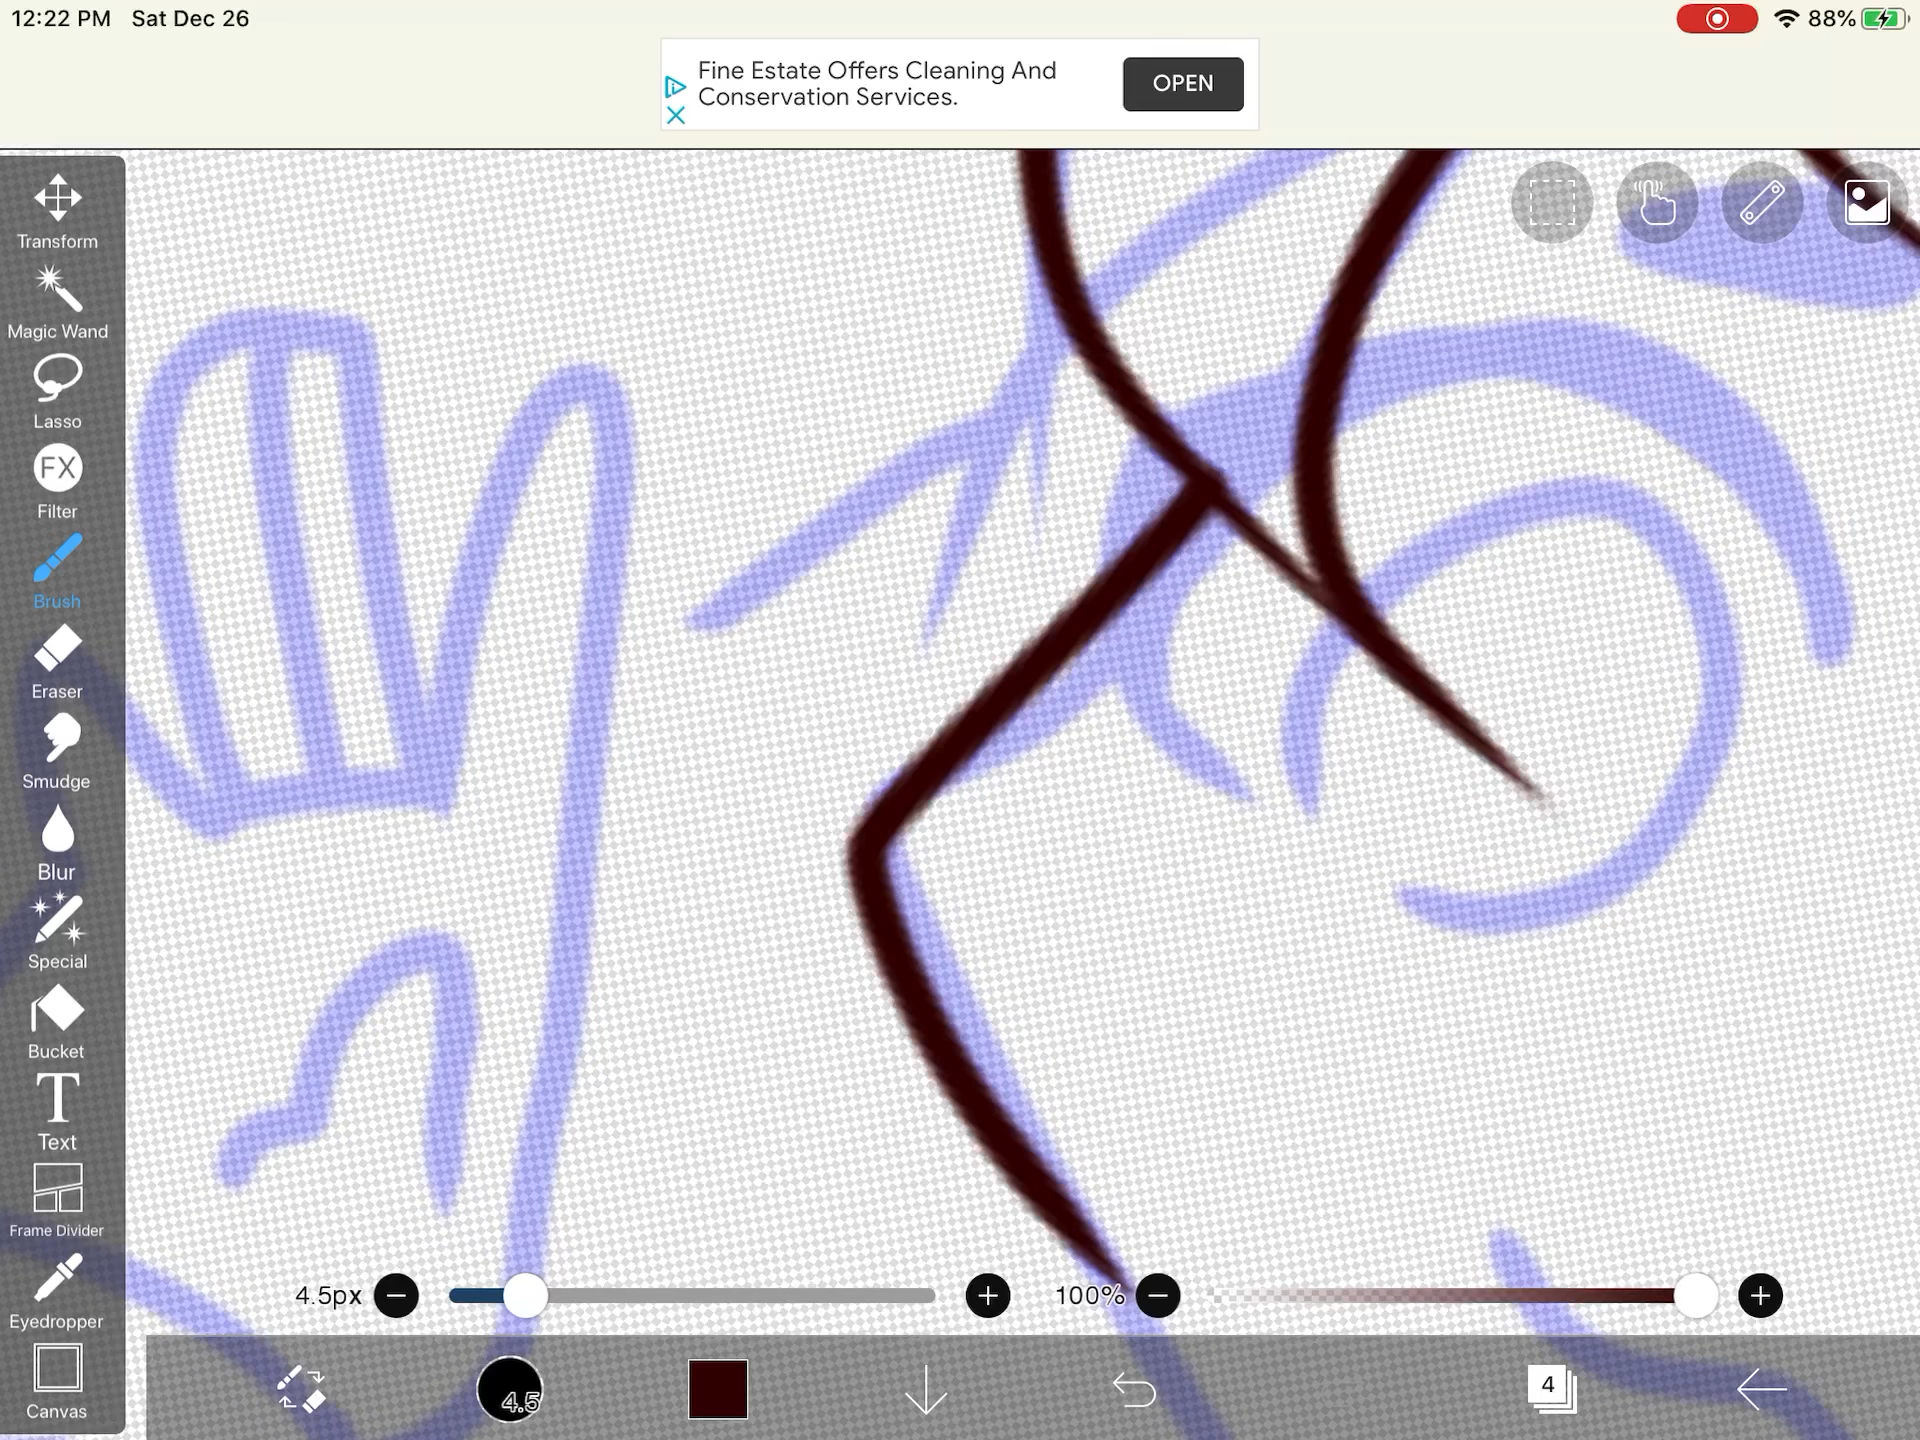 12:22 PM Sat Dec 26
88%
Fine Estate Offers Cleaning And
Conservation Services.
OPEN
Transform
Magic Wand
Lasso
FX
Filter
Brush
Eraser
Smudge
Blur
Special
Bucket
T
Text
Frame Divider
Eyedropper
Canvas
4.5px
100%
4.5
4